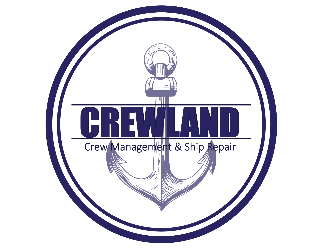 CREWLAND
Crew Management & Ship Repair